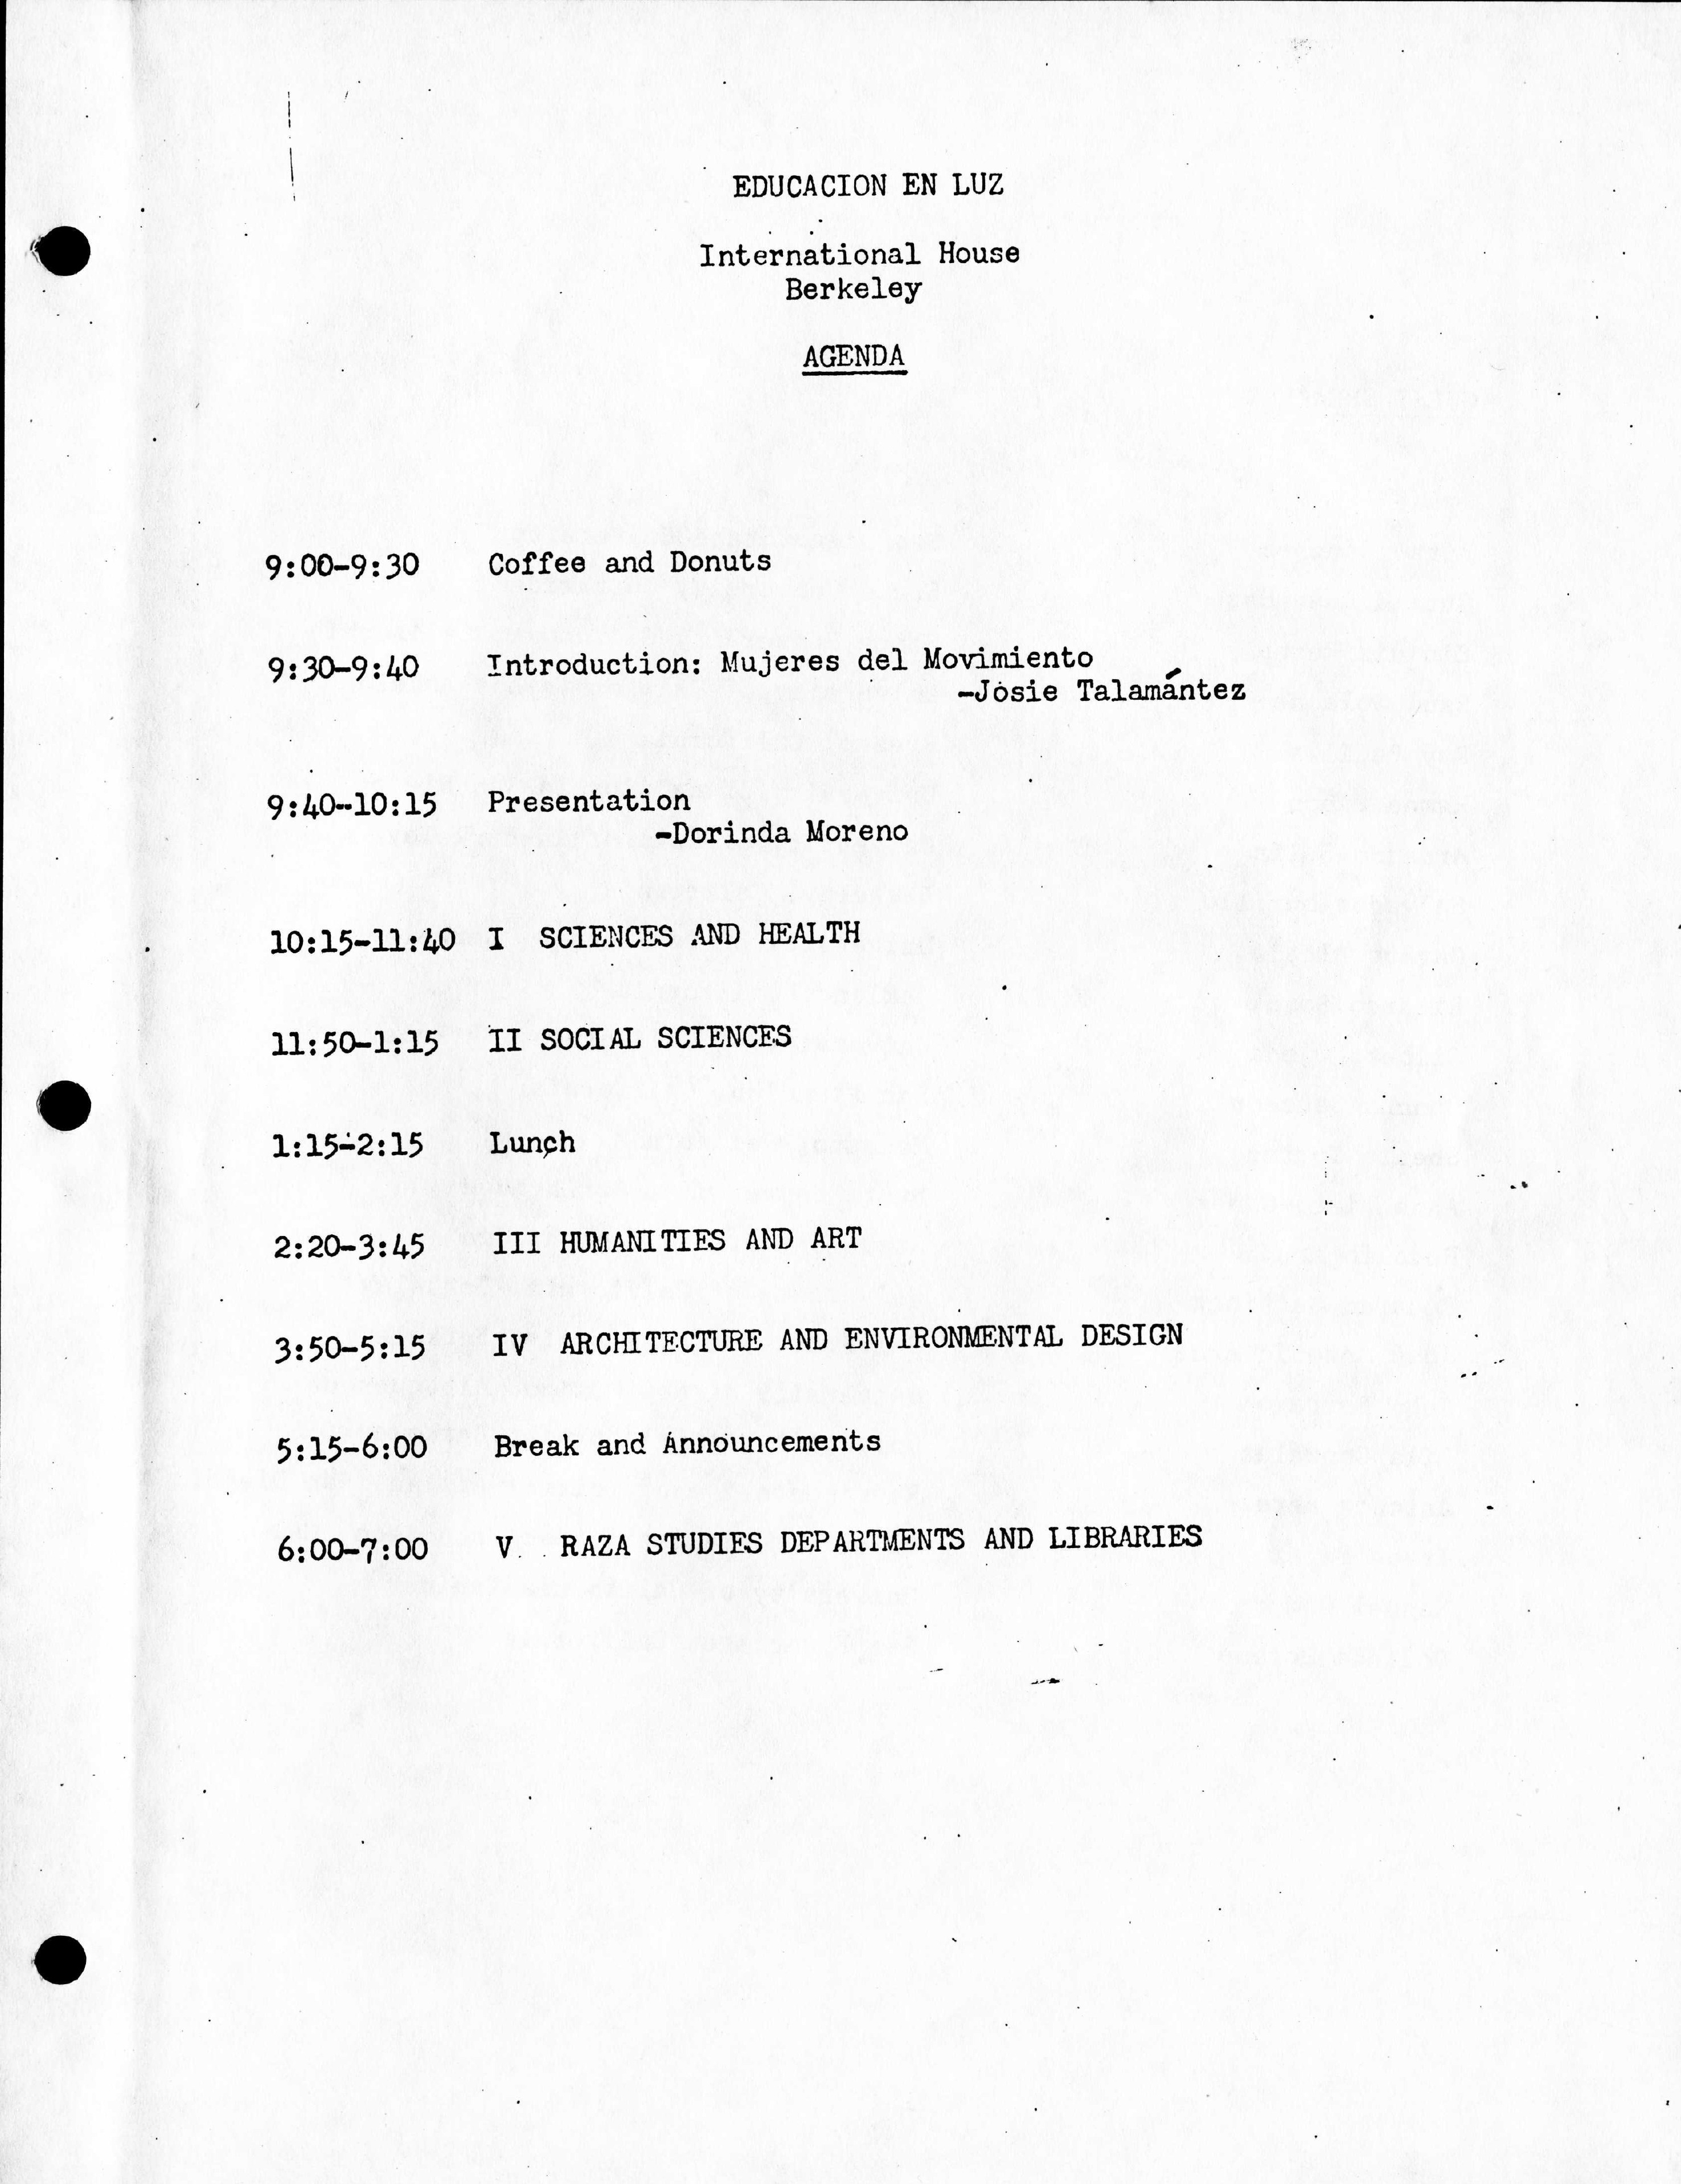 EDUCACION EN LUZ
International House
Berkeley
AGENDA
9:00-9:30 Coffee and Donuts
9:30-9:40 Introduction: Mujeres del Movimiento
-Josie Talamántez
9:40-10:15 Presentation
-Dorinda Moreno
10:15-11:40 I SCIENCES AND HEALTH
11:50-1:15 II SOCIAL SCIENCES
1:15-2:15 Lunch
2:20-3:45 III HUMANITIES AND ART
3:50-5:15 IV ARCHITECTURE AND ENVIRONMENTAL DESIGN
5:15-6:00 Break and Announcements
6:00-7:00 V RAZA STUDIES DEPARTMENTS AND LIBRARIES